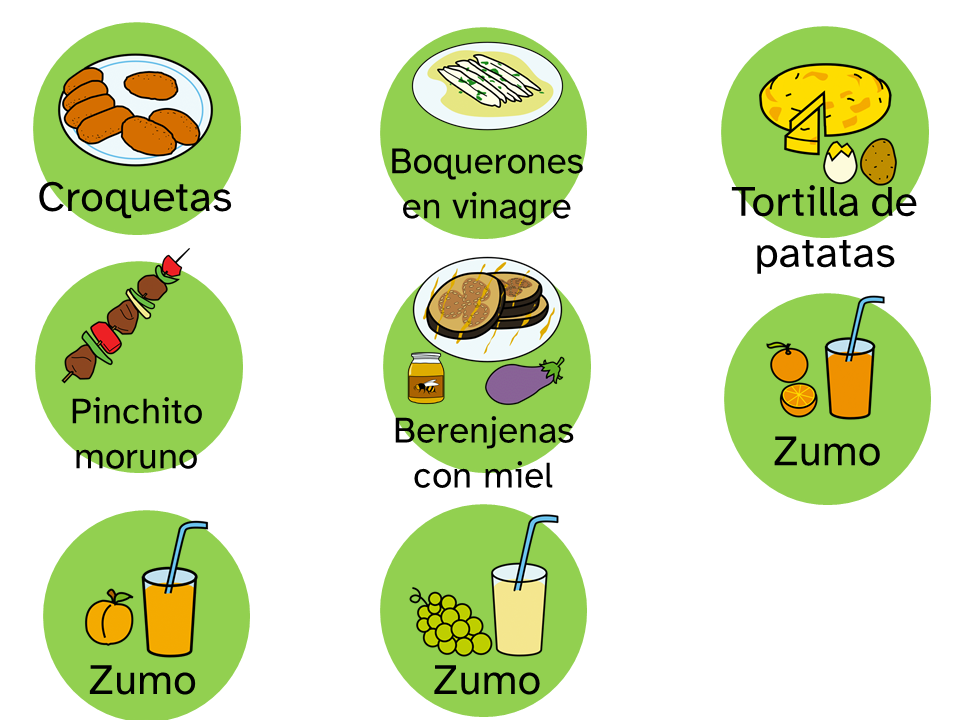 Croquetas
Boquerones
en vinagre
Tortilla de
patatas
Pinchito
moruno
Berenjenas
con miel
Zumo
Zumo
Zumo